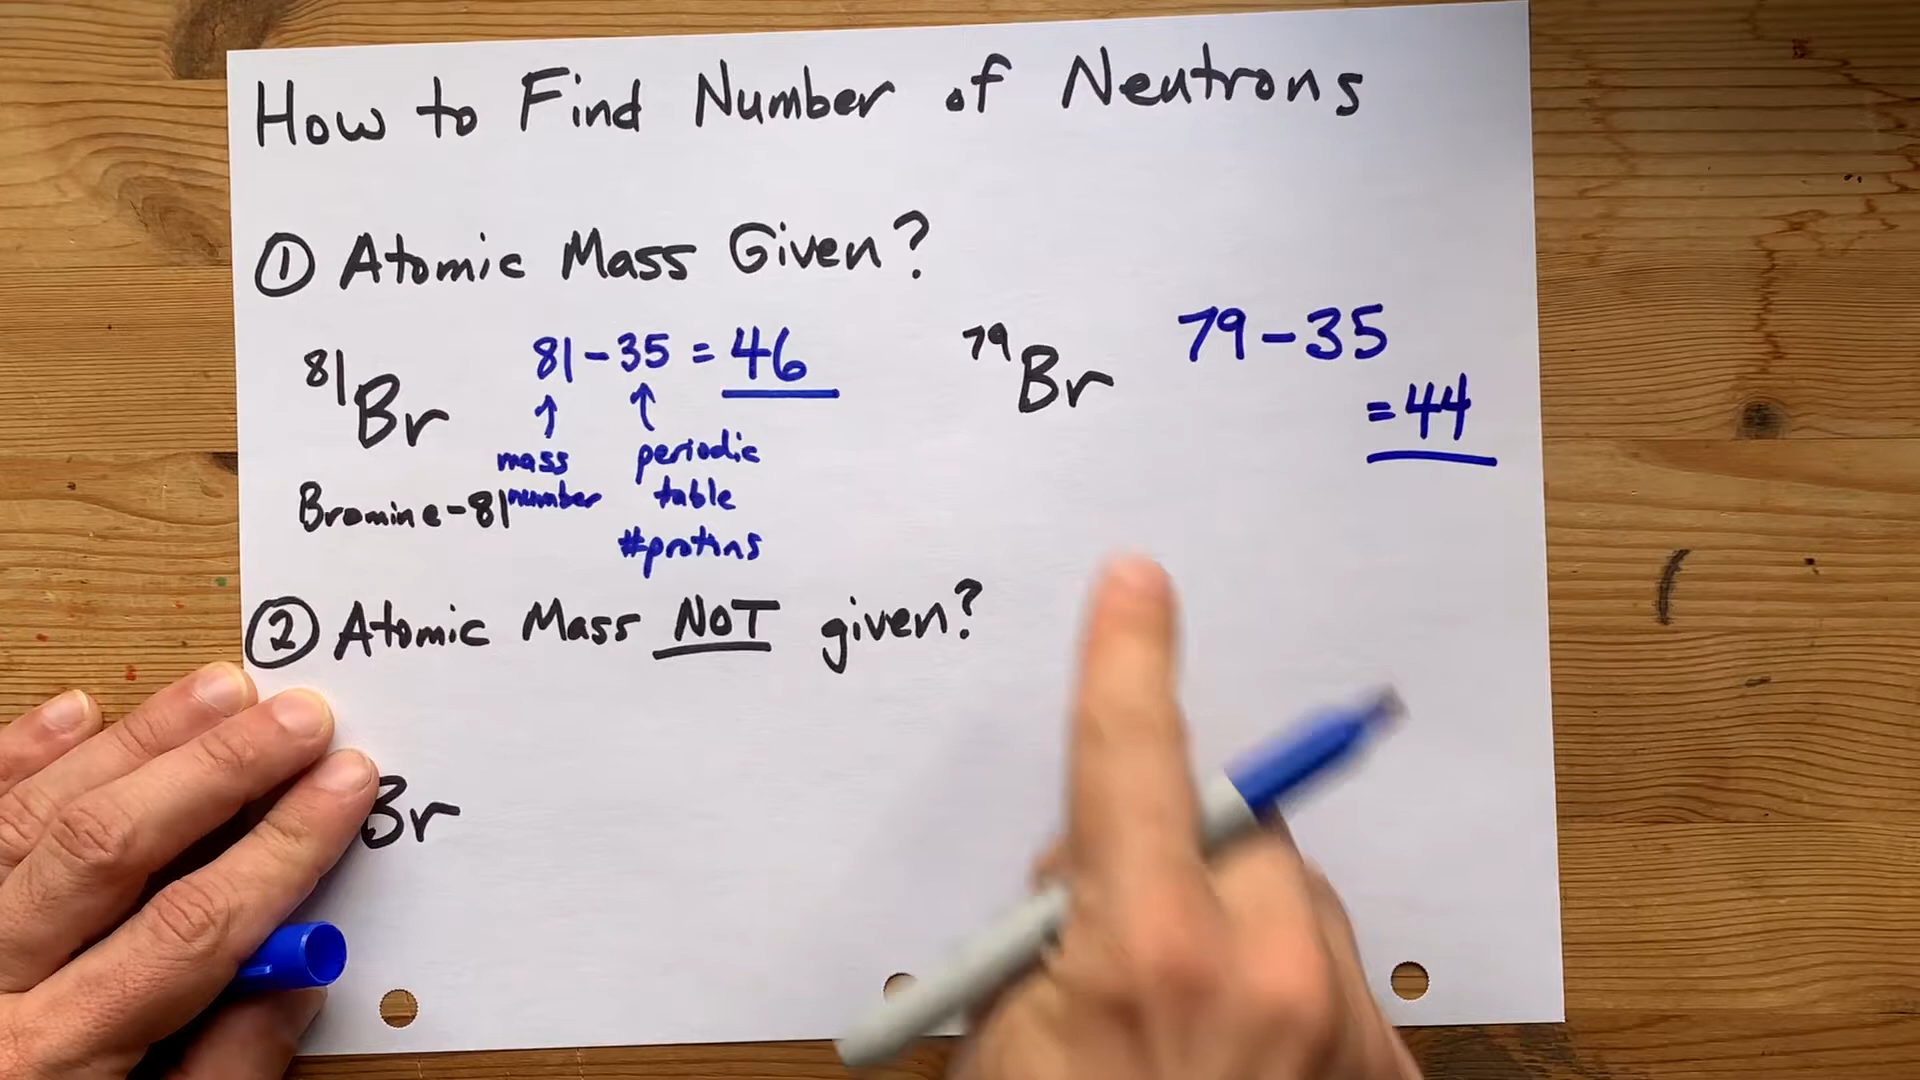 How to Find Number of Neutrons
① Atomic Mass Given?
81Br
81-35 = 46
↑ ↑
mass number
periodic table #protons
Bromine-81
79Br
79-35
=44
② Atomic Mass NOT given?
Br